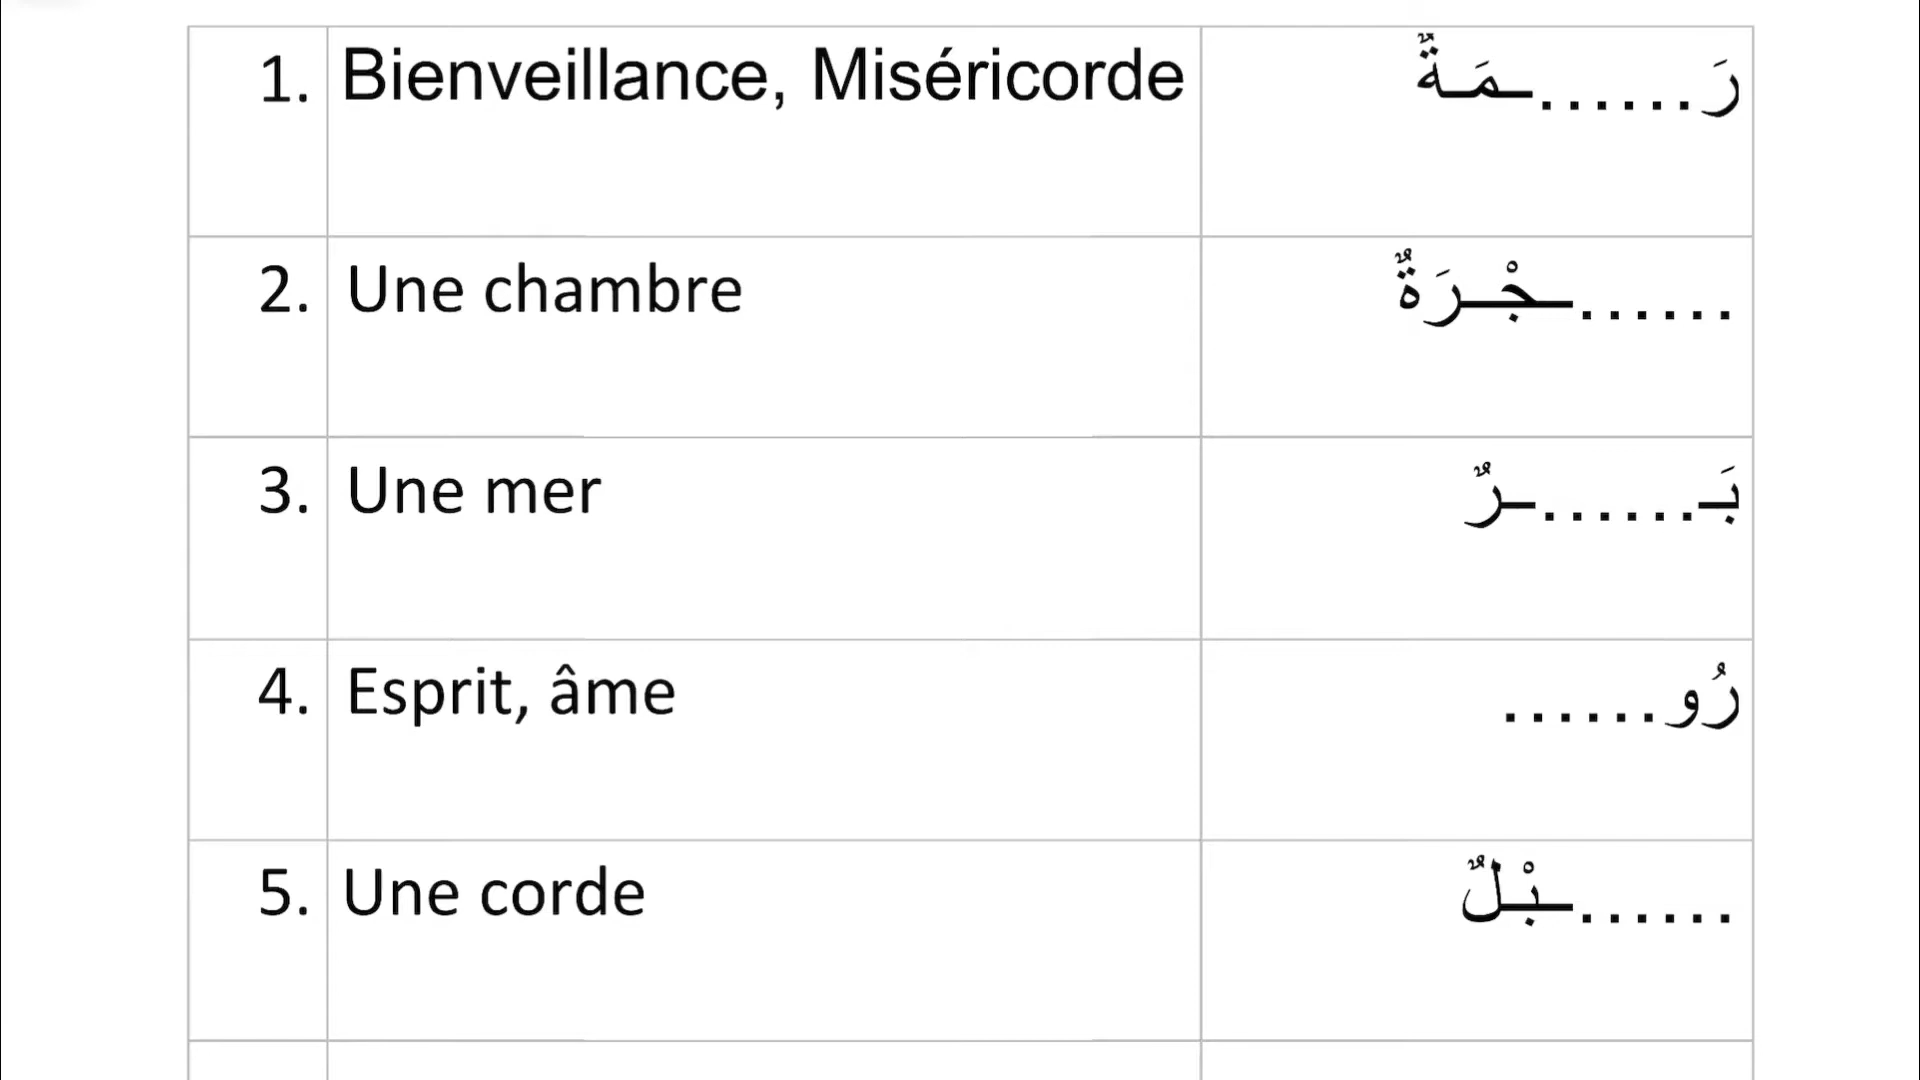 1. Bienveillance, Miséricorde رَ......ـمَـةٌ
2. Une chambre ......ـجْـرَةٌ
3. Une mer بَـ......ـرٌ
4. Esprit, âme رُو......
5. Une corde ......ـبْـلٌ